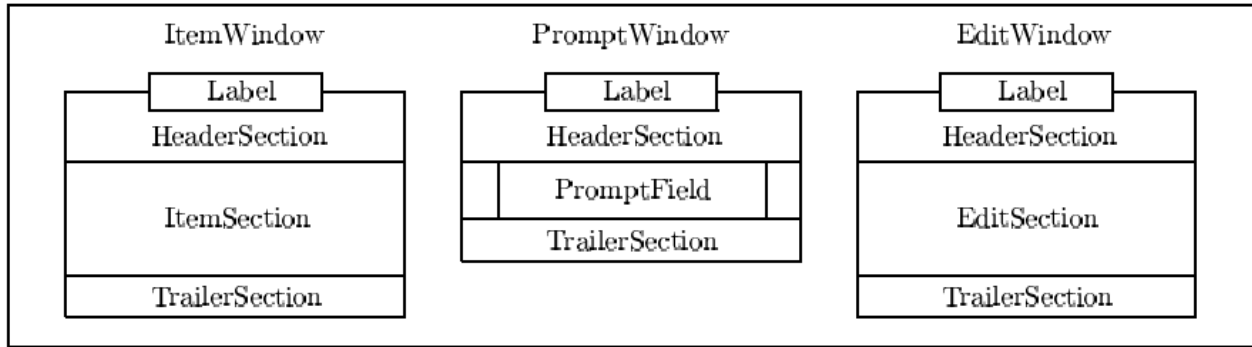 ItemWindow
PromptWindow
EditWindow
Label
Label
Label
HeaderSection
HeaderSection
HeaderSection
ItemSection
PromptField
EditSection
TrailerSection
TrailerSection
TrailerSection